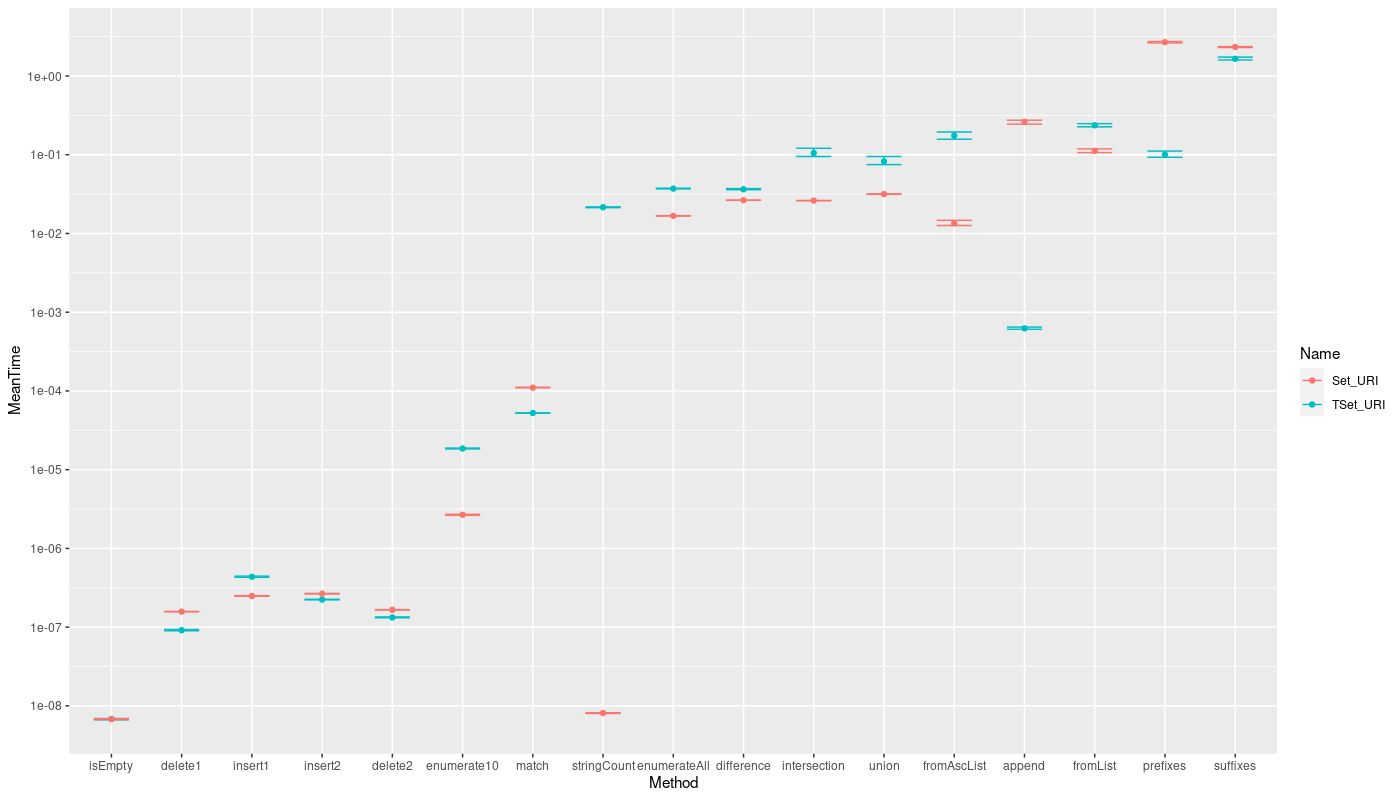 1e+00
1e-01
1e-02
1e-03
1e-04
1e-05
1e-06
1e-07
1e-08
MeanTime
isEmpty delete1 insert1 insert2 delete2 enumerate10 match stringCount enumerateAll difference intersection union fromAscList append fromList prefixes suffixes
Method
Name
Set_URI
TSet_URI